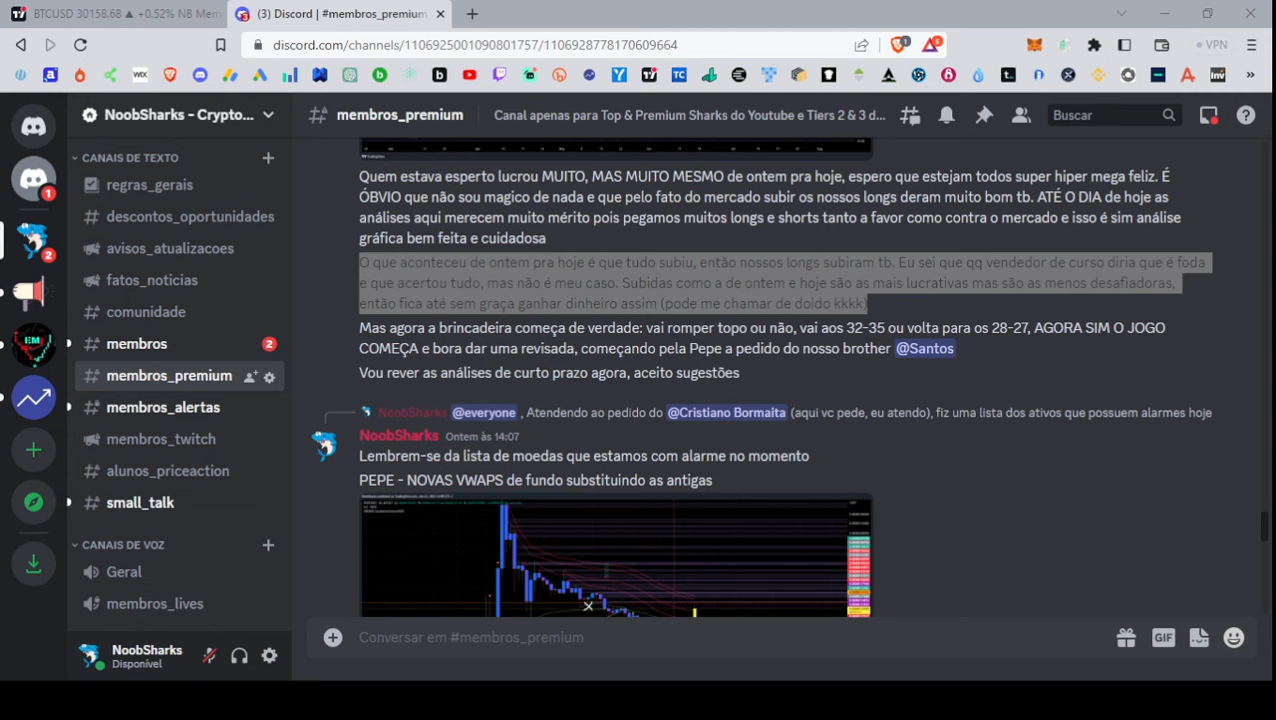 BTCUSD 30158.68 ▲ +0.52% NB Mem
(3) Discord | #membros_premium
discord.com/channels/1106925001090801757/1106928778170609664
1
VPN
NoobSharks - Crypto...
membros_premium
Canal apenas para Top & Premium Sharks do Youtube e Tiers 2 & 3 d...
Buscar
CANAIS DE TEXTO
regras_gerais
descontos_oportunidades
avisos_atualizacoes
fatos_noticias
comunidade
membros
2
membros_premium
membros_alertas
membros_twitch
alunos_priceaction
small_talk
CANAIS DE VOZ
Geral
membros_lives
NoobSharks
Disponível
1
2
Quem estava esperto lucrou MUITO, MAS MUITO MESMO de ontem pra hoje, espero que estejam todos super hiper mega feliz. É
ÓBVIO que não sou magico de nada e que pelo fato do mercado subir os nossos longs deram muito bom tb. ATÉ O DIA de hoje as
análises aqui merecem muito mérito pois pegamos muitos longs e shorts tanto a favor como contra o mercado e isso é sim análise
gráfica bem feita e cuidadosa
O que aconteceu de ontem pra hoje é que tudo subiu, então nossos longs subiram tb. Eu sei que qq vendedor de curso diria que é foda
e que acertou tudo, mas não é meu caso. Subidas como a de ontem e hoje são as mais lucrativas mas são as menos desafiadoras,
então fica até sem graça ganhar dinheiro assim (pode me chamar de doido kkkk)
Mas agora a brincadeira começa de verdade: vai romper topo ou não, vai aos 32-35 ou volta para os 28-27, AGORA SIM O JOGO
COMEÇA e bora dar uma revisada, começando pela Pepe a pedido do nosso brother @Santos
Vou rever as análises de curto prazo agora, aceito sugestões
NoobSharks @everyone , Atendendo ao pedido do @Cristiano Bormaita (aqui vc pede, eu atendo), fiz uma lista dos ativos que possuem alarmes hoje
NoobSharks Ontem às 14:07
Lembrem-se da lista de moedas que estamos com alarme no momento
PEPE - NOVAS VWAPS de fundo substituindo as antigas
Conversar em #membros_premium
GIF